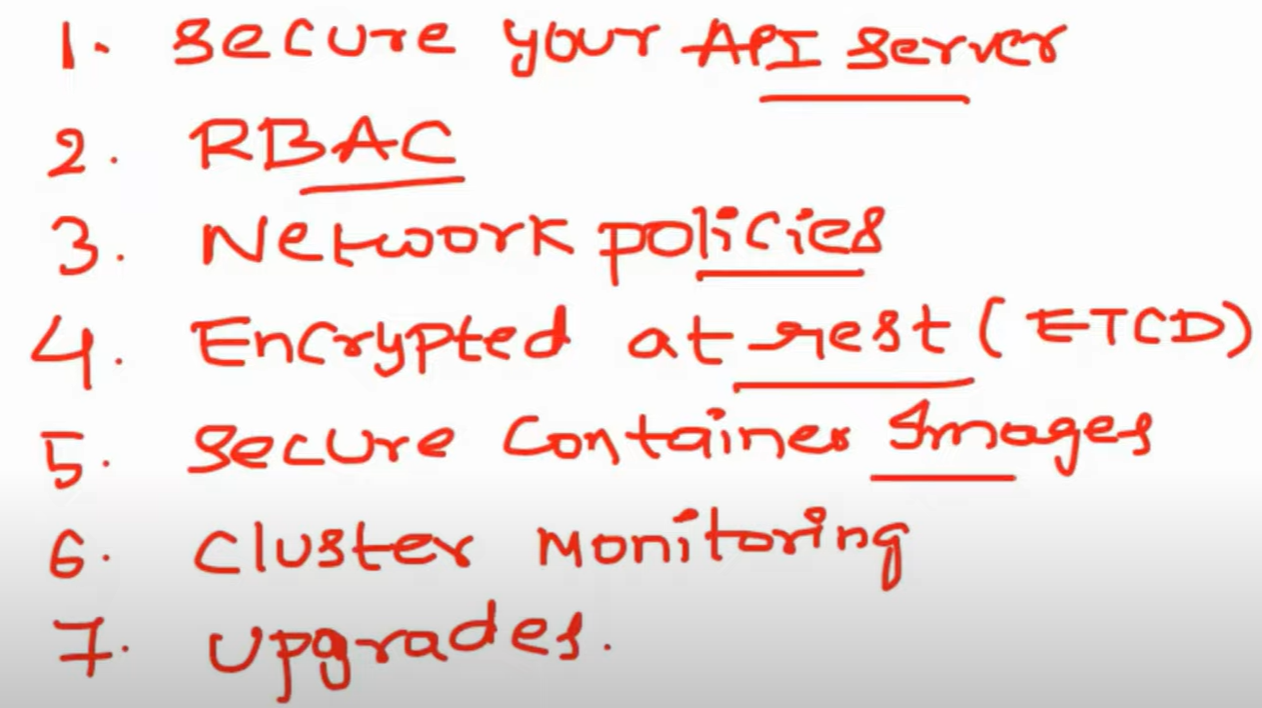 1. Secure your API Server
2. RBAC
3. Network policies
4. Encrypted at rest (ETCD)
5. Secure Container Images
6. Cluster Monitoring
7. Upgrades.